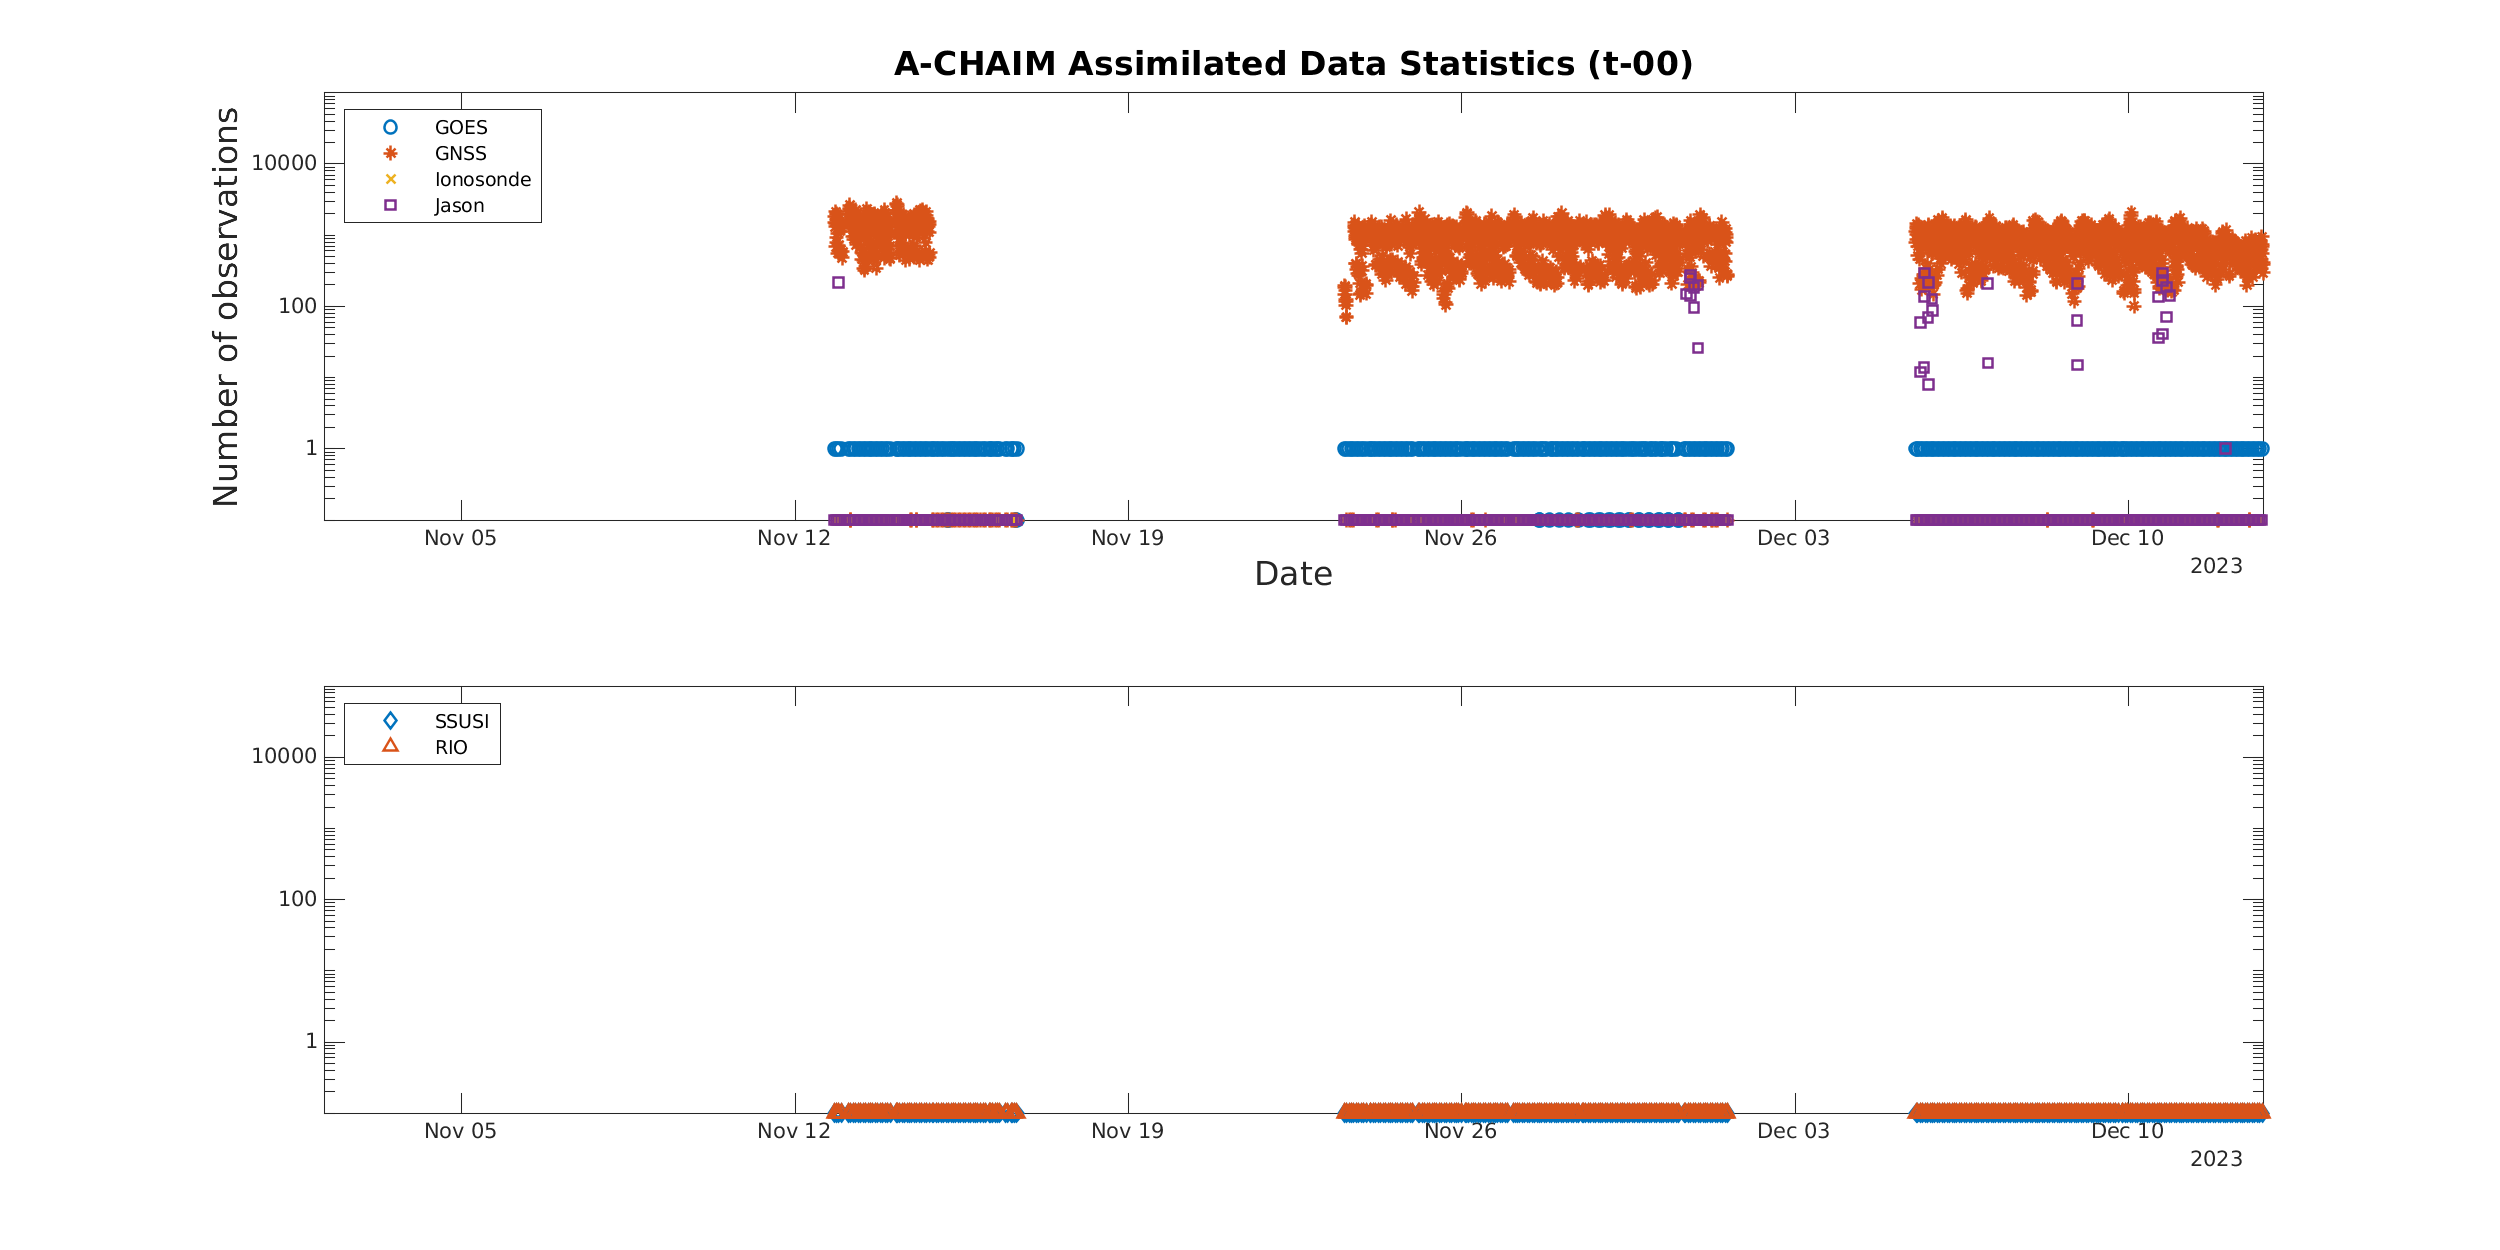 A-CHAIM Assimilated Data Statistics (t-00)
Number of observations
GOES
GNSS
Ionosonde
Jason
10000
100
1
Nov 05 Nov 12 Nov 19 Nov 26 Dec 03 Dec 10
2023
Date
SSUSI
RIO
10000
100
1
Nov 05 Nov 12 Nov 19 Nov 26 Dec 03 Dec 10
2023